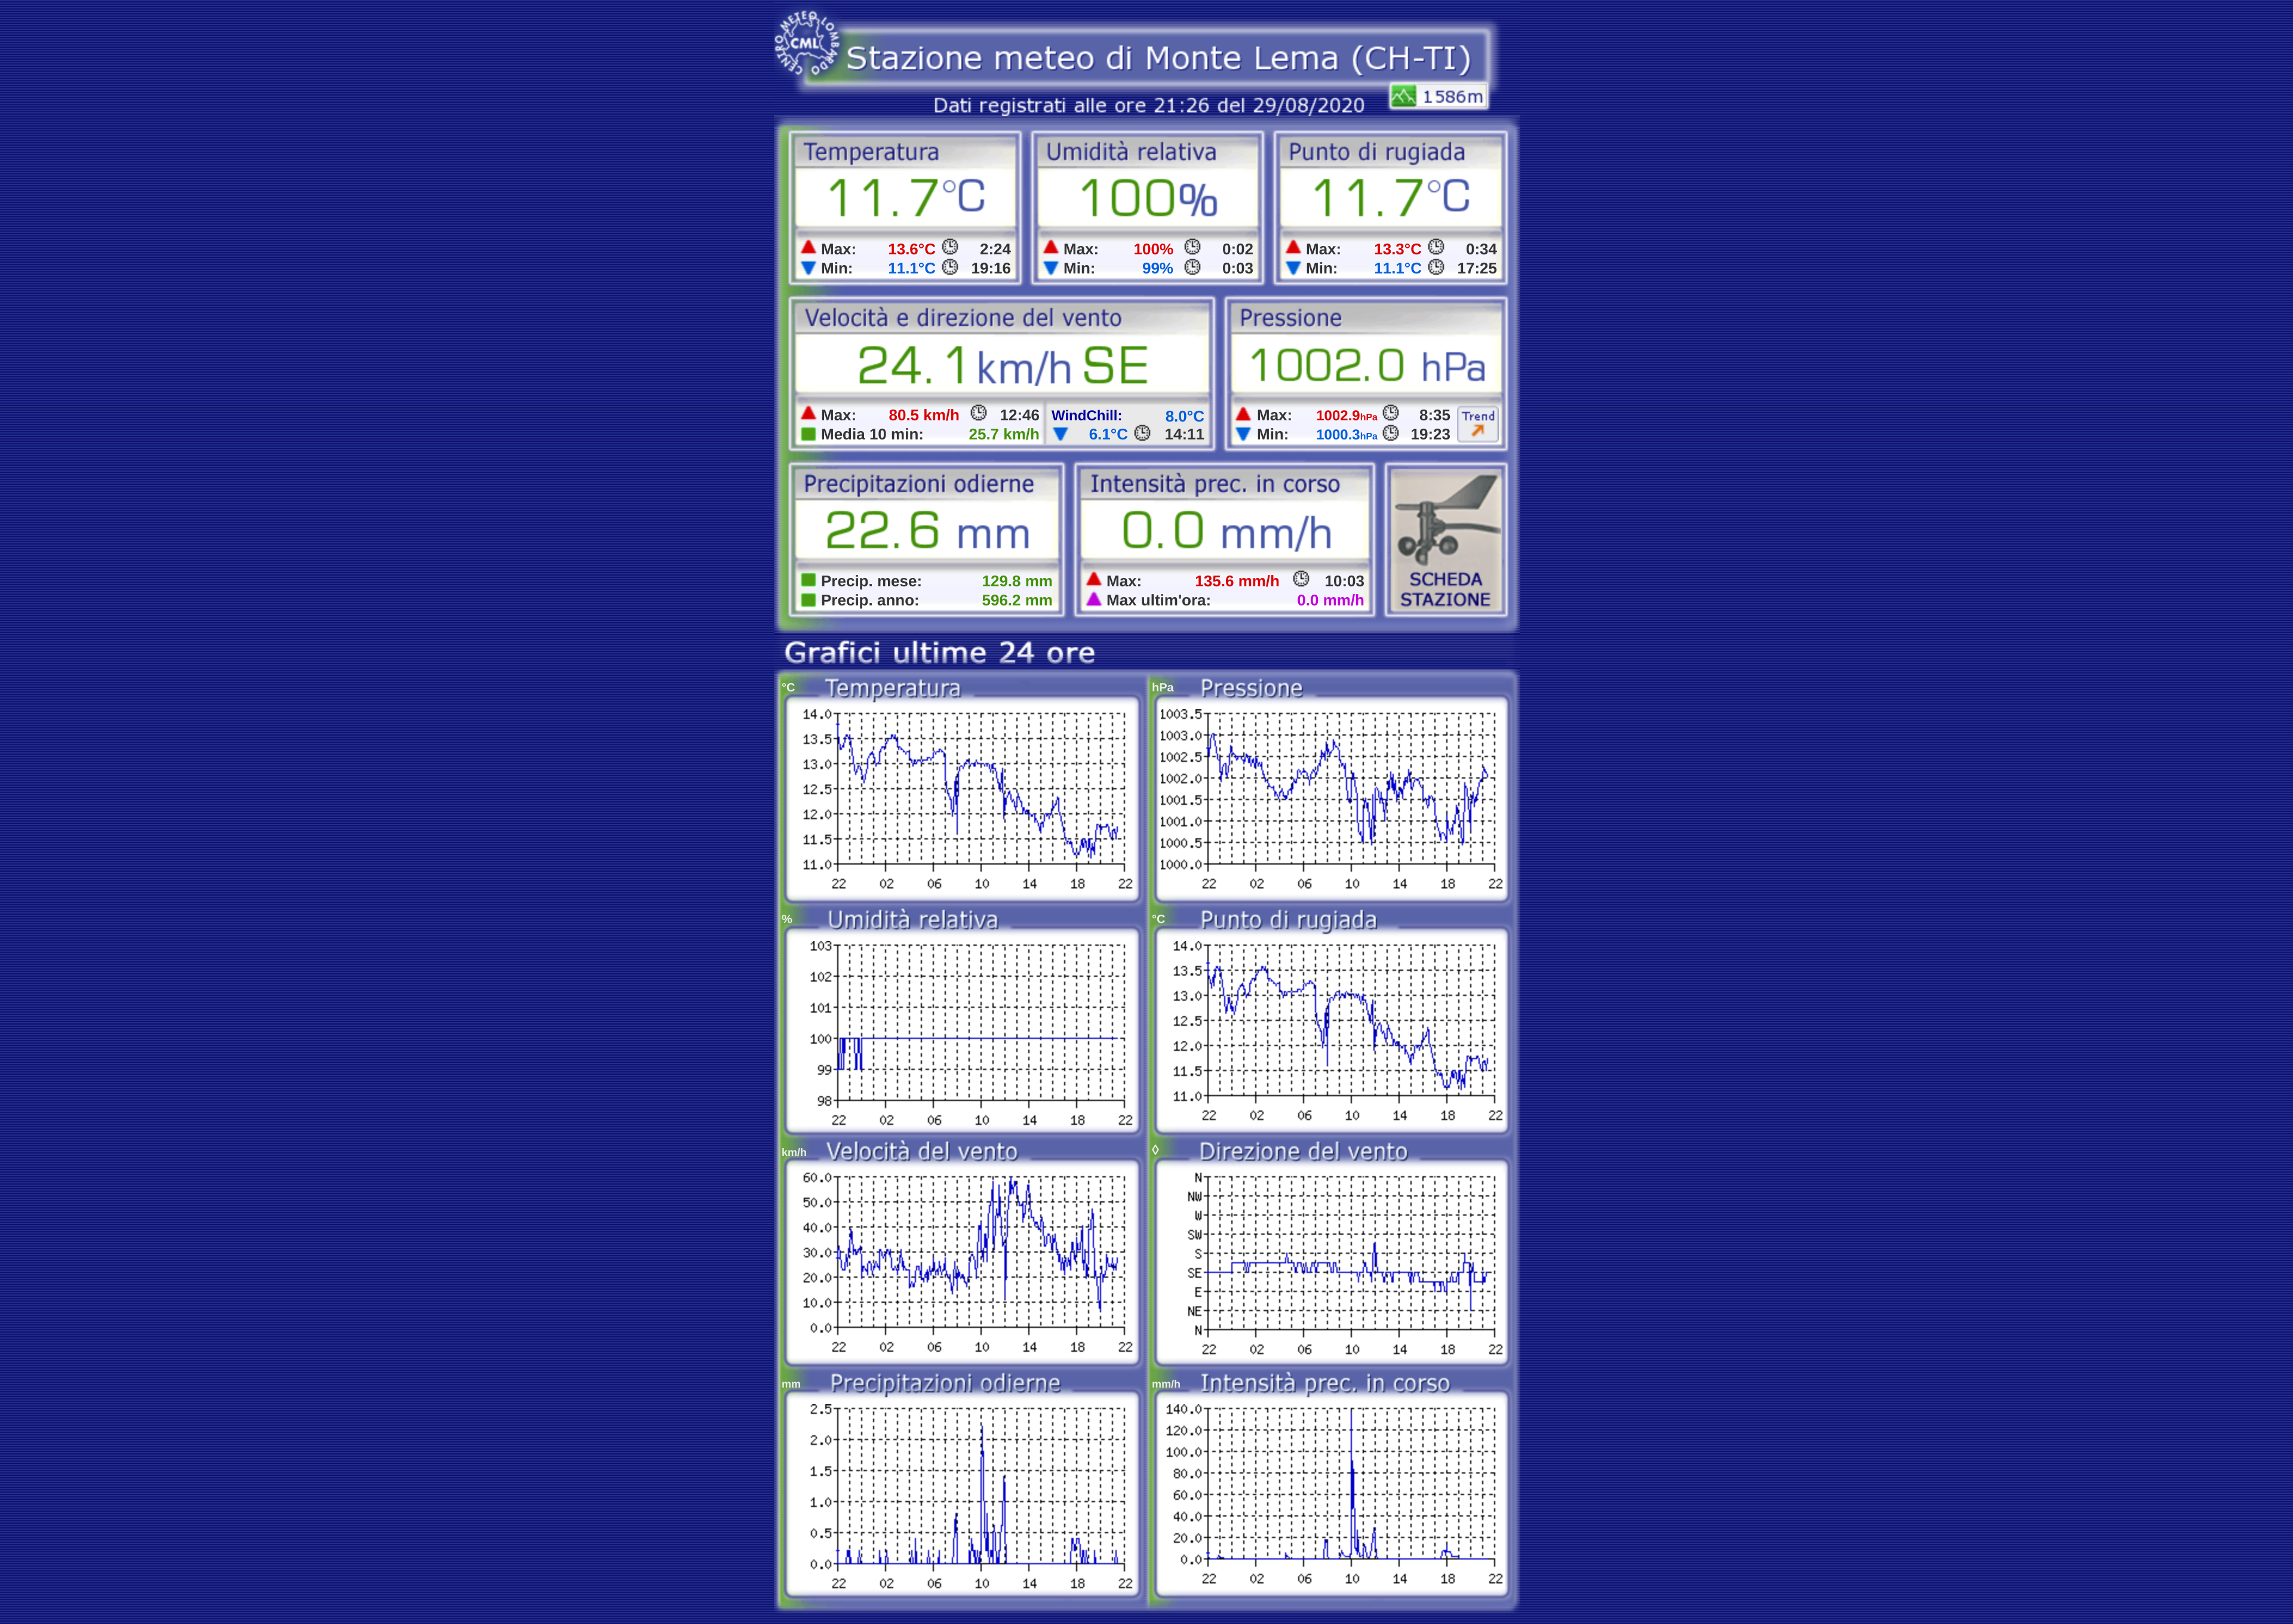 CENTRO METEO LOMBARDO
CML
Stazione meteo di Monte Lema (CH-TI)
Dati registrati alle ore 21:26 del 29/08/2020
1586m
Temperatura
11.7°C
Max: 13.6°C 2:24
Min: 11.1°C 19:16
Umidità relativa
100%
Max: 100% 0:02
Min: 99% 0:03
Punto di rugiada
11.7°C
Max: 13.3°C 0:34
Min: 11.1°C 17:25
Velocità e direzione del vento
24.1km/h SE
Max: 80.5 km/h 12:46
Media 10 min: 25.7 km/h
WindChill: 8.0°C
6.1°C 14:11
Pressione
1002.0 hPa
Max: 1002.9hPa 8:35
Min: 1000.3hPa 19:23
Trend
Precipitazioni odierne
22.6 mm
Precip. mese: 129.8 mm
Precip. anno: 596.2 mm
Intensità prec. in corso
0.0 mm/h
Max: 135.6 mm/h 10:03
Max ultim'ora: 0.0 mm/h
SCHEDA
STAZIONE
Grafici ultime 24 ore
°C Temperatura
14.0
13.5
13.0
12.5
12.0
11.5
11.0
22 02 06 10 14 18 22
hPa Pressione
1003.5
1003.0
1002.5
1002.0
1001.5
1001.0
1000.5
1000.0
22 02 06 10 14 18 22
% Umidità relativa
103
102
101
100
99
98
22 02 06 10 14 18 22
°C Punto di rugiada
14.0
13.5
13.0
12.5
12.0
11.5
11.0
22 02 06 10 14 18 22
km/h Velocità del vento
60.0
50.0
40.0
30.0
20.0
10.0
0.0
22 02 06 10 14 18 22
◊ Direzione del vento
N
NW
W
SW
S
SE
E
NE
N
22 02 06 10 14 18 22
mm Precipitazioni odierne
2.5
2.0
1.5
1.0
0.5
0.0
22 02 06 10 14 18 22
mm/h Intensità prec. in corso
140.0
120.0
100.0
80.0
60.0
40.0
20.0
0.0
22 02 06 10 14 18 22